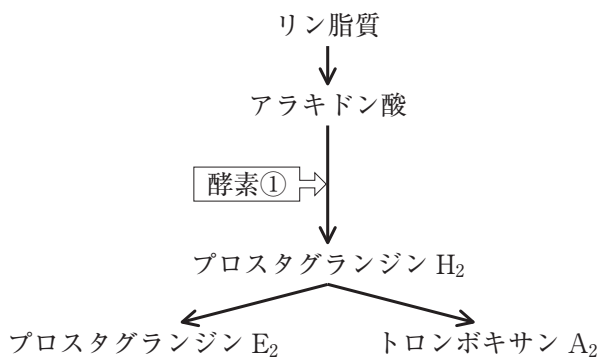 リン脂質
アラキドン酸
酵素①
プロスタグランジン H₂
プロスタグランジン E₂
トロンボキサン A₂